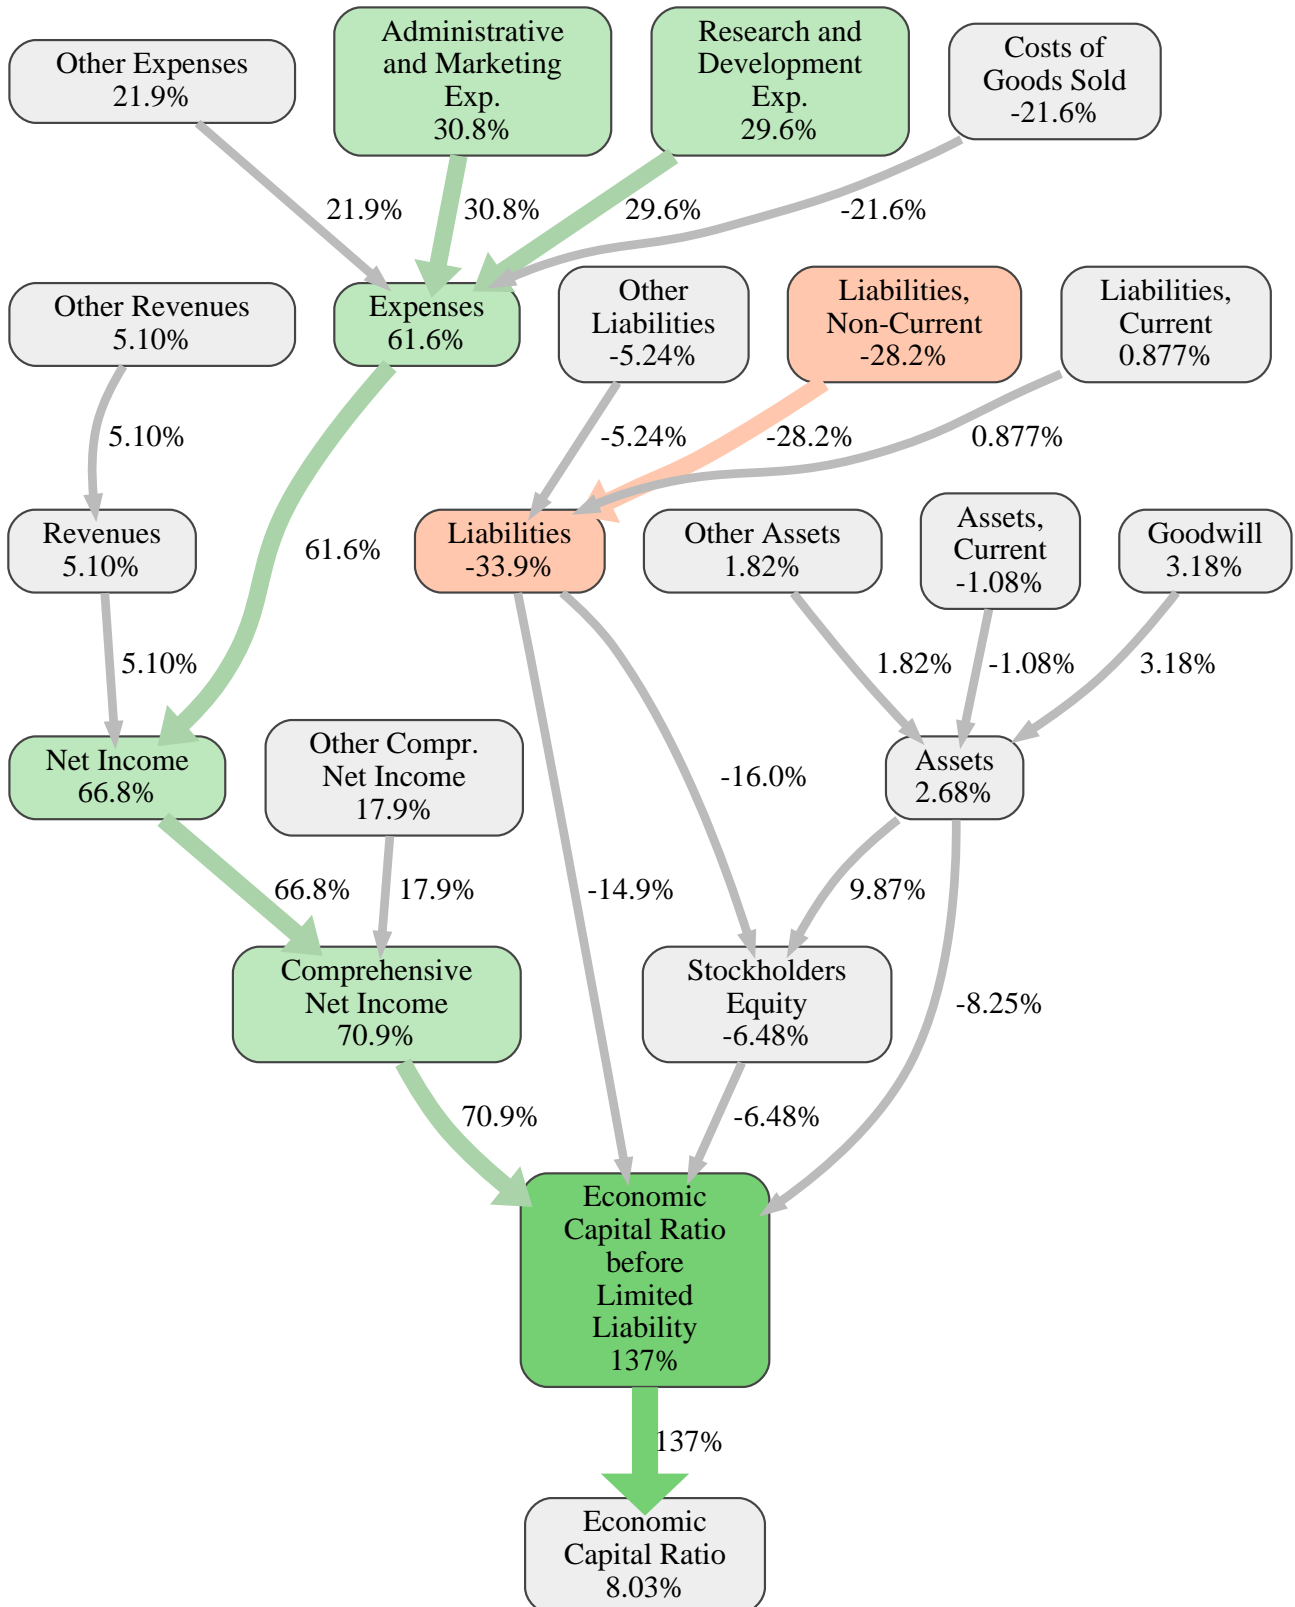 Other Expenses
21.9%
Administrative
and Marketing
Exp.
30.8%
Research and
Development
Exp.
29.6%
Costs of
Goods Sold
-21.6%
21.9%
30.8%
29.6%
-21.6%
Other Revenues
5.10%
Expenses
61.6%
Other
Liabilities
-5.24%
Liabilities,
Non-Current
-28.2%
Liabilities,
Current
0.877%
5.10%
-5.24%
-28.2%
0.877%
Revenues
5.10%
61.6%
Liabilities
-33.9%
Other Assets
1.82%
Assets,
Current
-1.08%
Goodwill
3.18%
5.10%
1.82%
-1.08%
3.18%
Net Income
66.8%
Other Compr.
Net Income
17.9%
-16.0%
Assets
2.68%
66.8%
17.9%
-14.9%
9.87%
Comprehensive
Net Income
70.9%
Stockholders
Equity
-6.48%
-8.25%
70.9%
-6.48%
Economic
Capital Ratio
before
Limited
Liability
137%
137%
Economic
Capital Ratio
8.03%